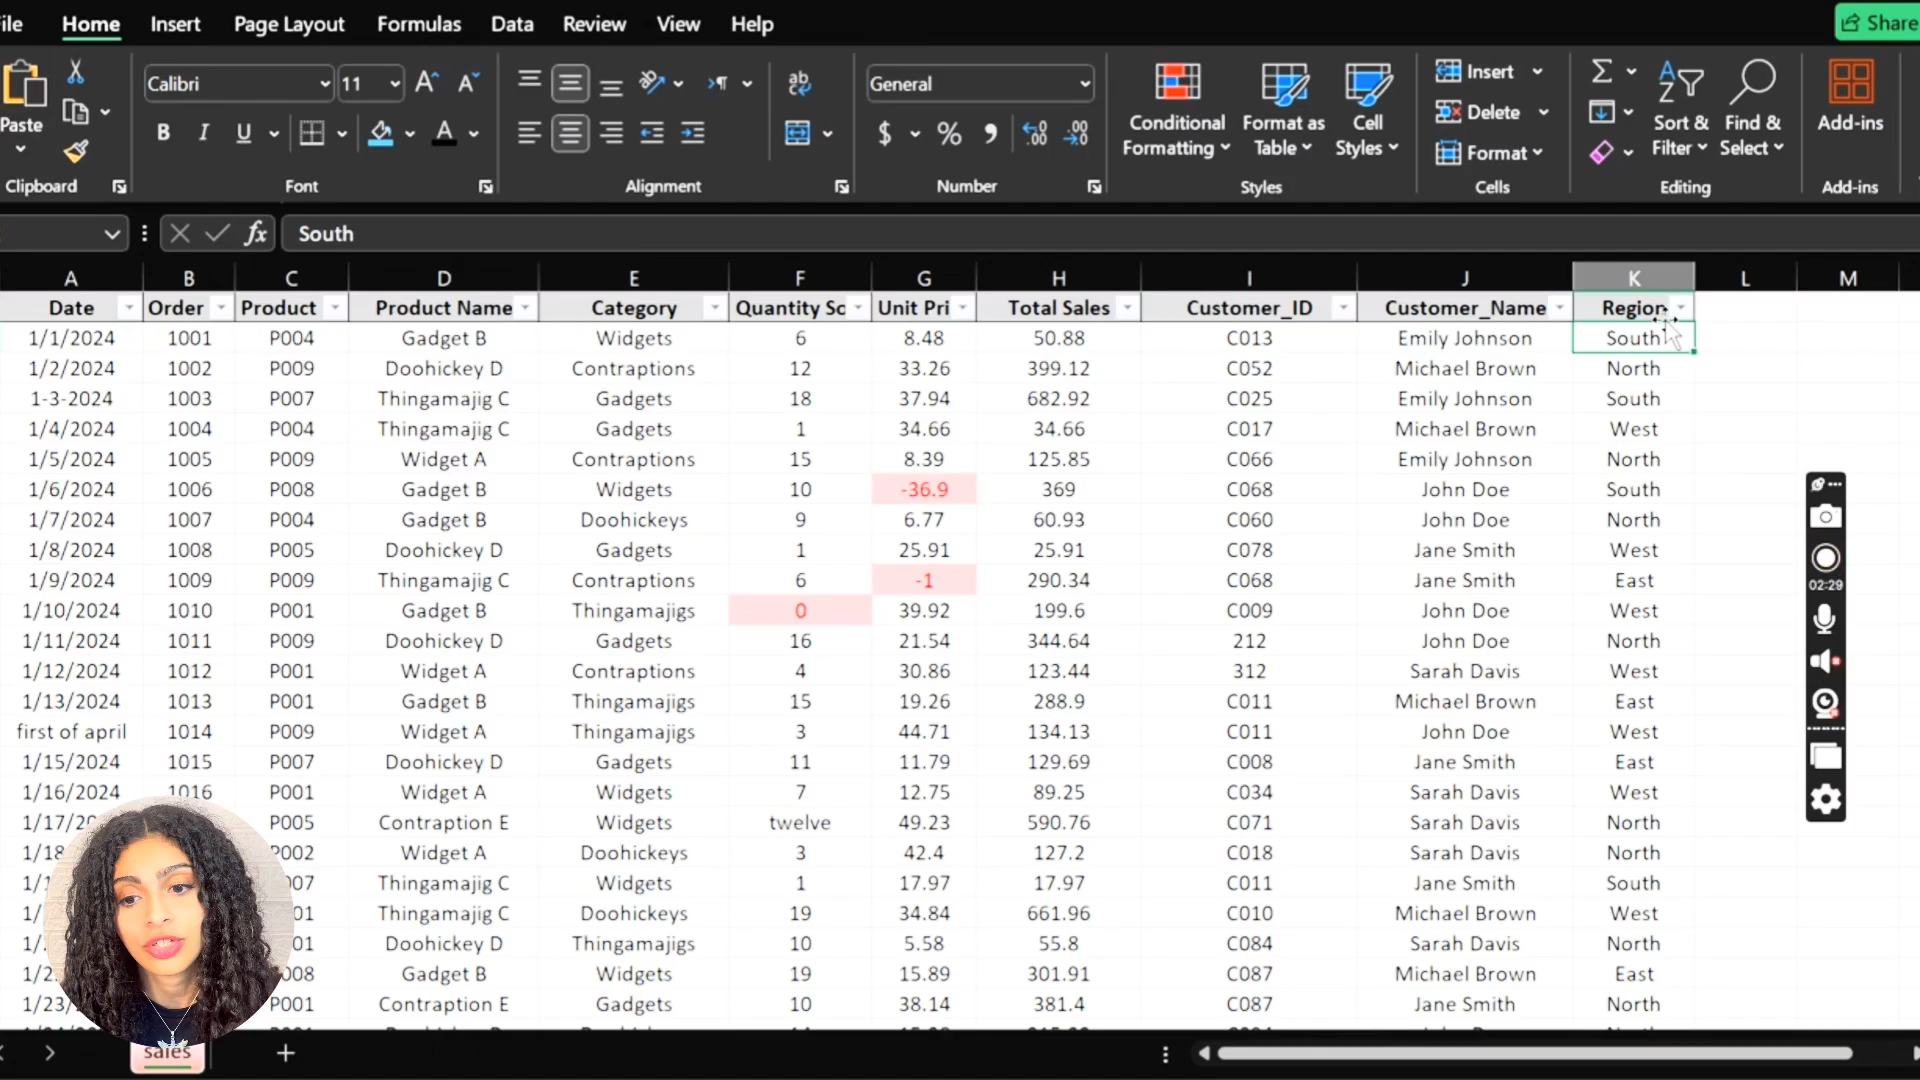 ile Home Insert Page Layout Formulas Data Review View Help Share
Paste Calibri 11 General Conditional Formatting Format as Table Cell Styles Insert Delete Format Sort & Filter Find & Select Add-ins
Clipboard Font Alignment Number Styles Cells Editing Add-ins
fx South
A B C D E F G H I J K L M
Date Order Product Product Name Category Quantity So Unit Pri Total Sales Customer_ID Customer_Name Region
1/1/2024 1001 P004 Gadget B Widgets 6 8.48 50.88 C013 Emily Johnson South
1/2/2024 1002 P009 Doohickey D Contraptions 12 33.26 399.12 C052 Michael Brown North
1-3-2024 1003 P007 Thingamajig C Gadgets 18 37.94 682.92 C025 Emily Johnson South
1/4/2024 1004 P004 Thingamajig C Gadgets 1 34.66 34.66 C017 Michael Brown West
1/5/2024 1005 P009 Widget A Contraptions 15 8.39 125.85 C066 Emily Johnson North
1/6/2024 1006 P008 Gadget B Widgets 10 -36.9 369 C068 John Doe South
1/7/2024 1007 P004 Gadget B Doohickeys 9 6.77 60.93 C060 John Doe North
1/8/2024 1008 P005 Doohickey D Gadgets 1 25.91 25.91 C078 Jane Smith West
1/9/2024 1009 P009 Thingamajig C Contraptions 6 -1 290.34 C068 Jane Smith East
1/10/2024 1010 P001 Gadget B Thingamajigs 0 39.92 199.6 C009 John Doe West
1/11/2024 1011 P009 Doohickey D Gadgets 16 21.54 344.64 212 John Doe North
1/12/2024 1012 P001 Widget A Contraptions 4 30.86 123.44 312 Sarah Davis West
1/13/2024 1013 P001 Gadget B Thingamajigs 15 19.26 288.9 C011 Michael Brown East
first of april 1014 P009 Widget A Thingamajigs 3 44.71 134.13 C011 John Doe West
1/15/2024 1015 P007 Doohickey D Gadgets 11 11.79 129.69 C008 Jane Smith East
1/16/2024 1016 P001 Widget A Widgets 7 12.75 89.25 C034 Sarah Davis West
1/17/20 P005 Contraption E Widgets twelve 49.23 590.76 C071 Sarah Davis North
1/18 P002 Widget A Doohickeys 3 42.4 127.2 C018 Sarah Davis North
1/1 007 Thingamajig C Widgets 1 17.97 17.97 C011 Jane Smith South
1/ 01 Thingamajig C Doohickeys 19 34.84 661.96 C010 Michael Brown West
1/ 01 Doohickey D Thingamajigs 10 5.58 55.8 C084 Sarah Davis North
1/2 008 Gadget B Widgets 19 15.89 301.91 C087 Michael Brown East
1/23/ P001 Contraption E Gadgets 10 38.14 381.4 C087 Jane Smith North
02:29
sales